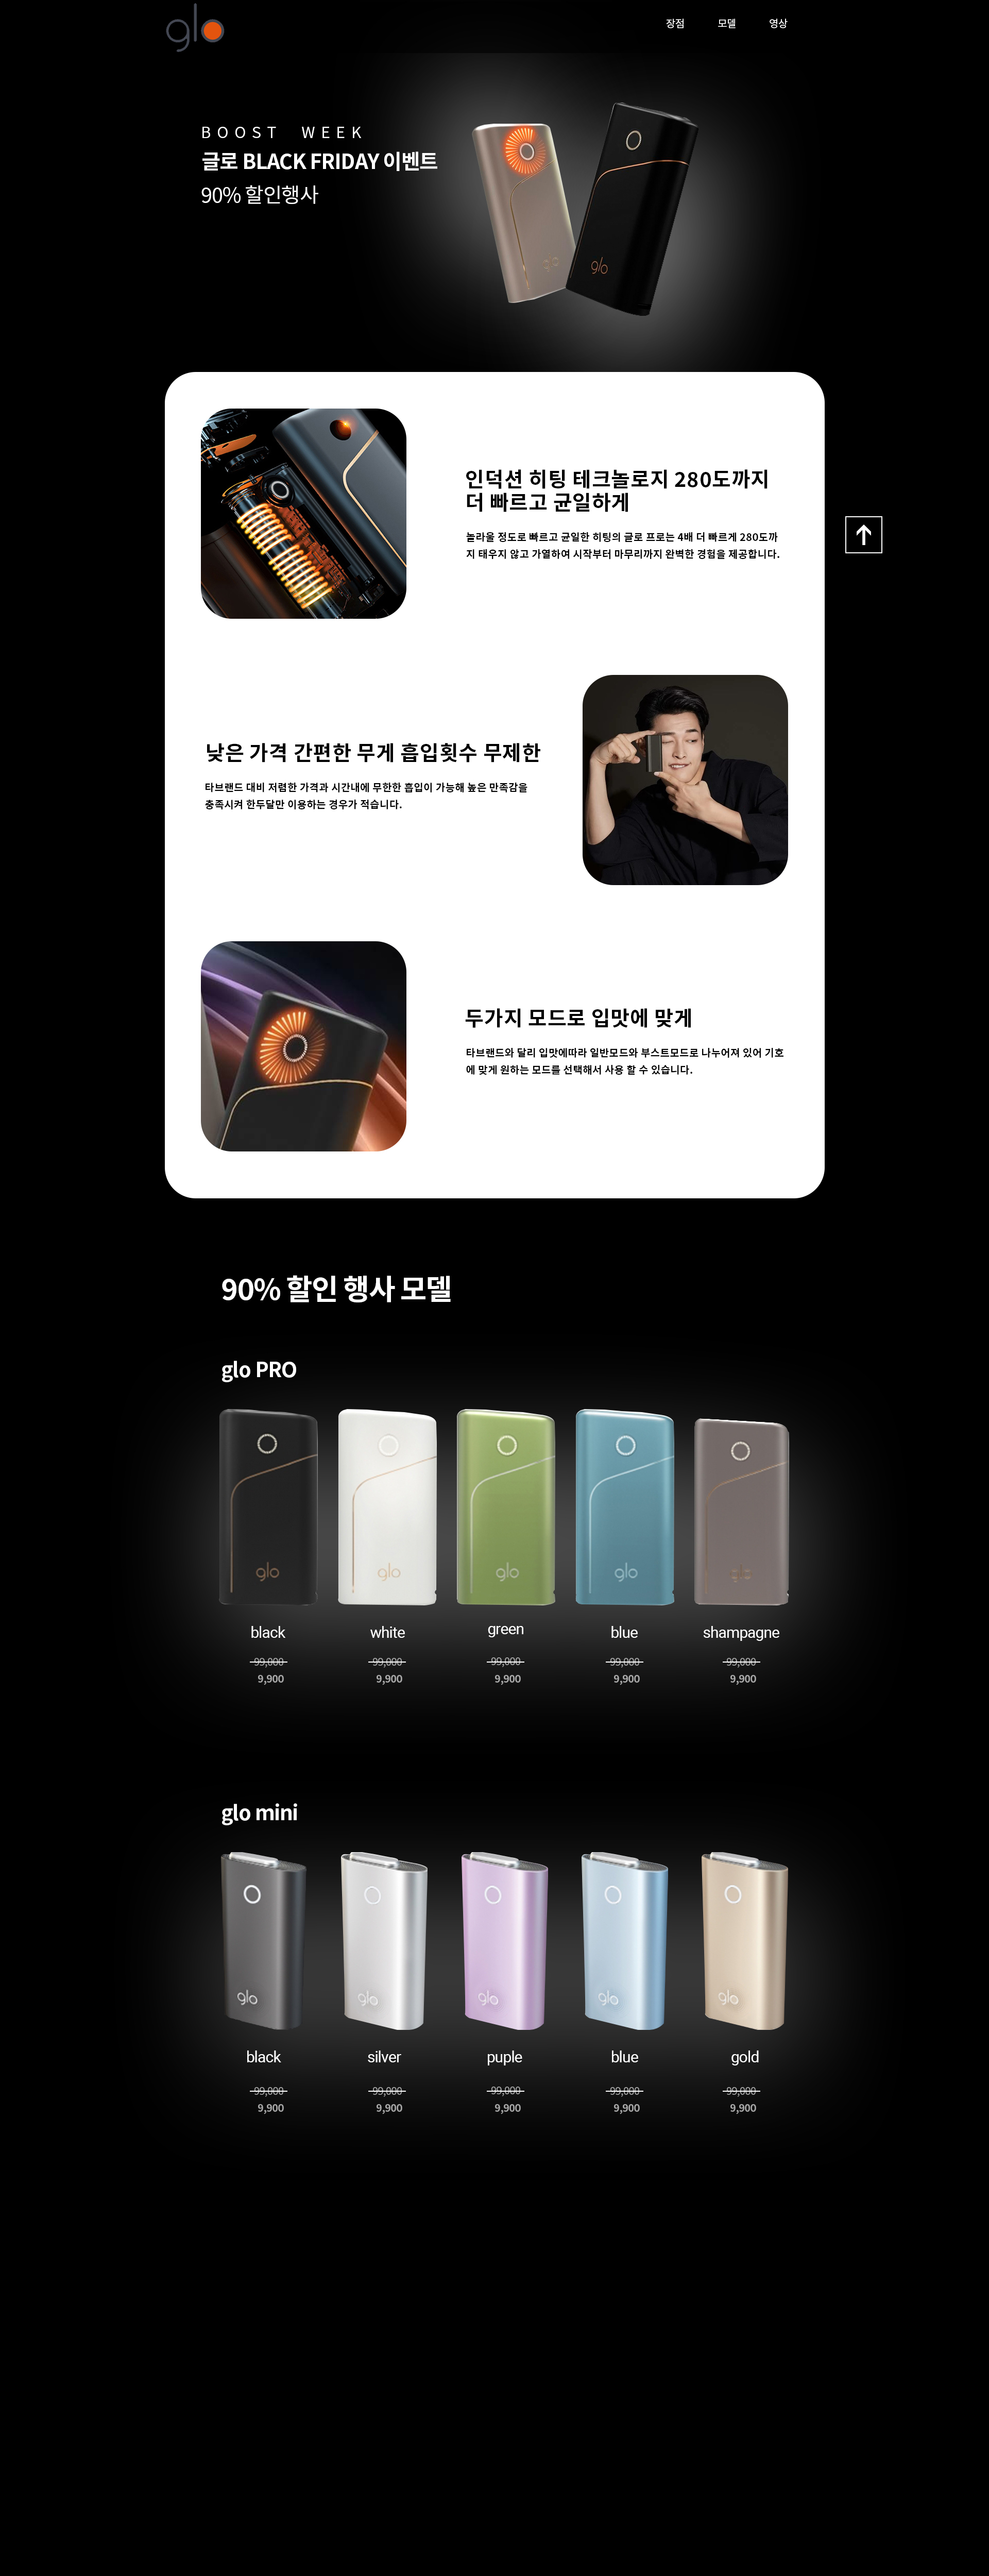 glo
장점 모델 영상
BOOST WEEK
글로 BLACK FRIDAY 이벤트
90% 할인행사
glo
glo
인덕션 히팅 테크놀로지 280도까지
더 빠르고 균일하게
놀라울 정도로 빠르고 균일한 히팅의 글로 프로는 4배 더 빠르게 280도까
지 태우지 않고 가열하여 시작부터 마무리까지 완벽한 경험을 제공합니다.
낮은 가격 간편한 무게 흡입횟수 무제한
타브랜드 대비 저렴한 가격과 시간내에 무한한 흡입이 가능해 높은 만족감을
충족시켜 한두달만 이용하는 경우가 적습니다.
두가지 모드로 입맛에 맞게
타브랜드와 달리 입맛에따라 일반모드와 부스트모드로 나누어져 있어 기호
에 맞게 원하는 모드를 선택해서 사용 할 수 있습니다.
90% 할인 행사 모델
glo PRO
glo glo glo glo glo
black white green blue shampagne
99,000 99,000 99,000 99,000 99,000
9,900 9,900 9,900 9,900 9,900
glo mini
glo glo glo glo glo
black silver puple blue gold
99,000 99,000 99,000 99,000 99,000
9,900 9,900 9,900 9,900 9,900